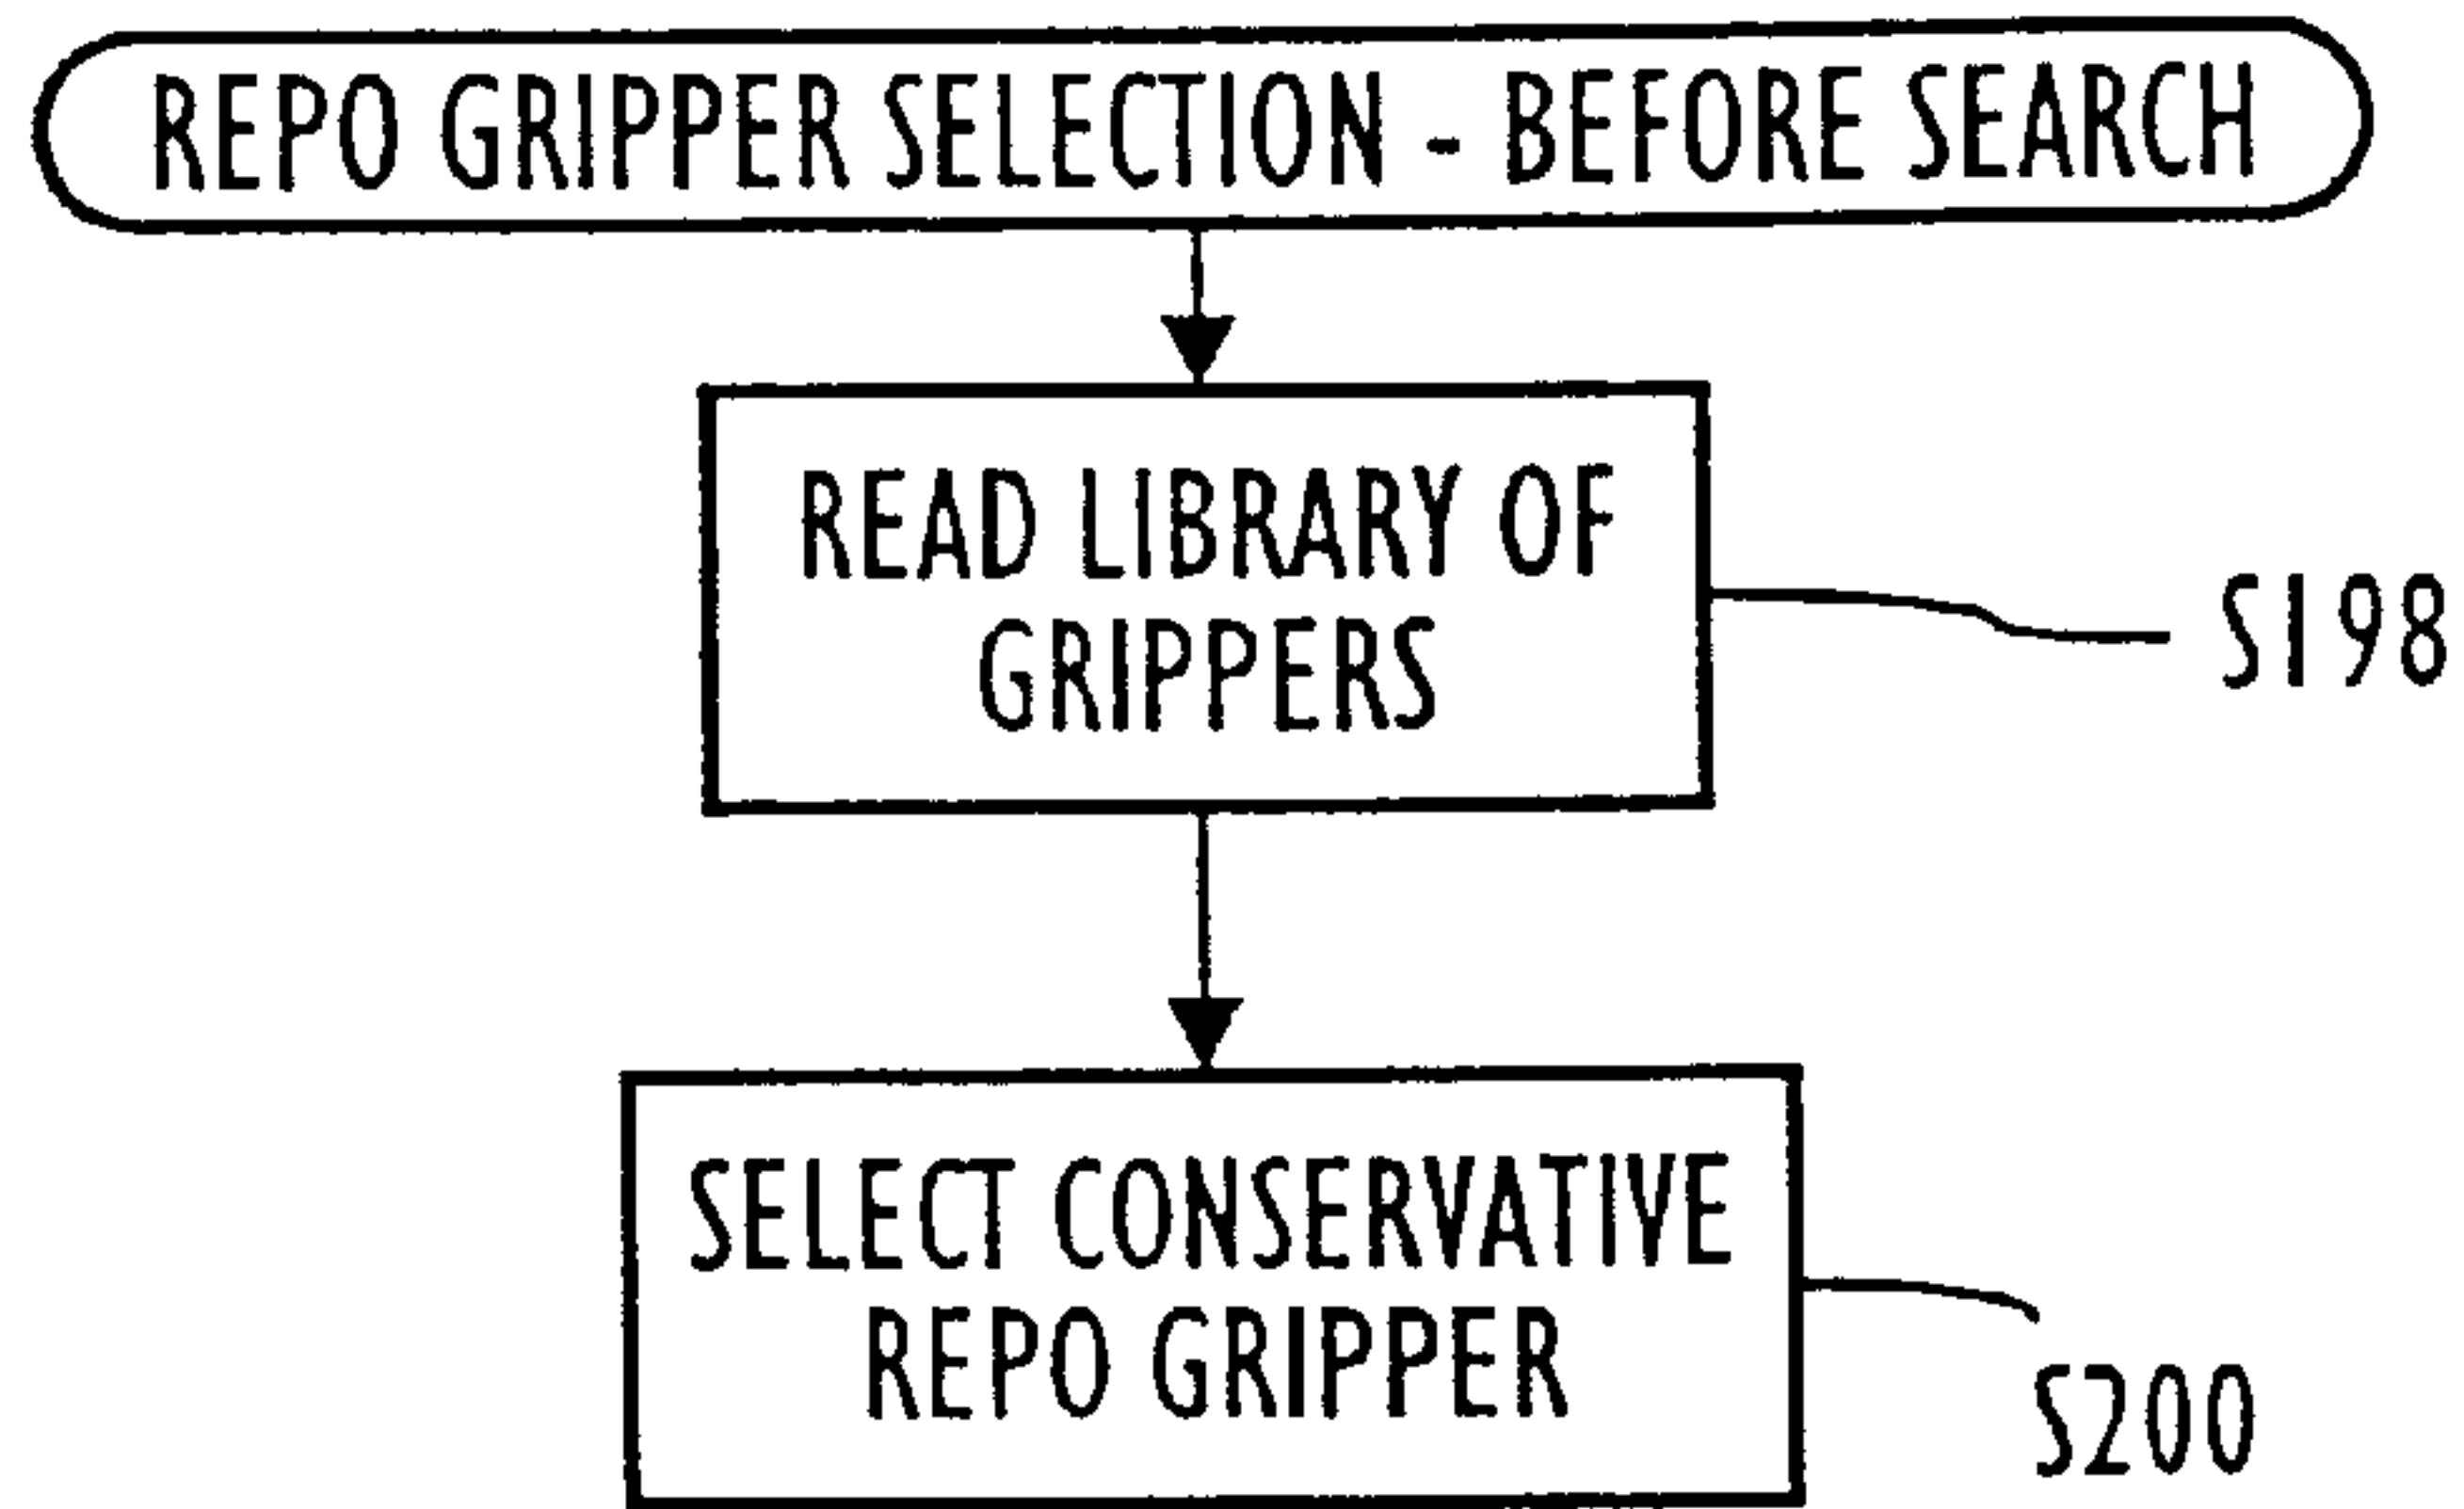 REPO GRIPPER SELECTION - BEFORE SEARCH
READ LIBRARY OF
GRIPPERS
S198
SELECT CONSERVATIVE
REPO GRIPPER
S200